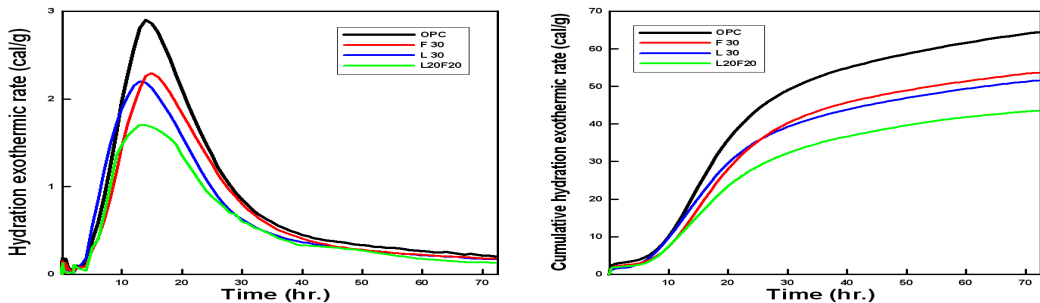 Hydration exothermic rate (cal/g)
3
2
1
0
0 10 20 30 40 50 60 70
Time (hr.)
OPC
F 30
L 30
L20F20
Cumulative hydration exothermic rate (cal/g)
70
60
50
40
30
20
10
0
0 10 20 30 40 50 60 70
Time (hr.)
OPC
F 30
L 30
L20F20